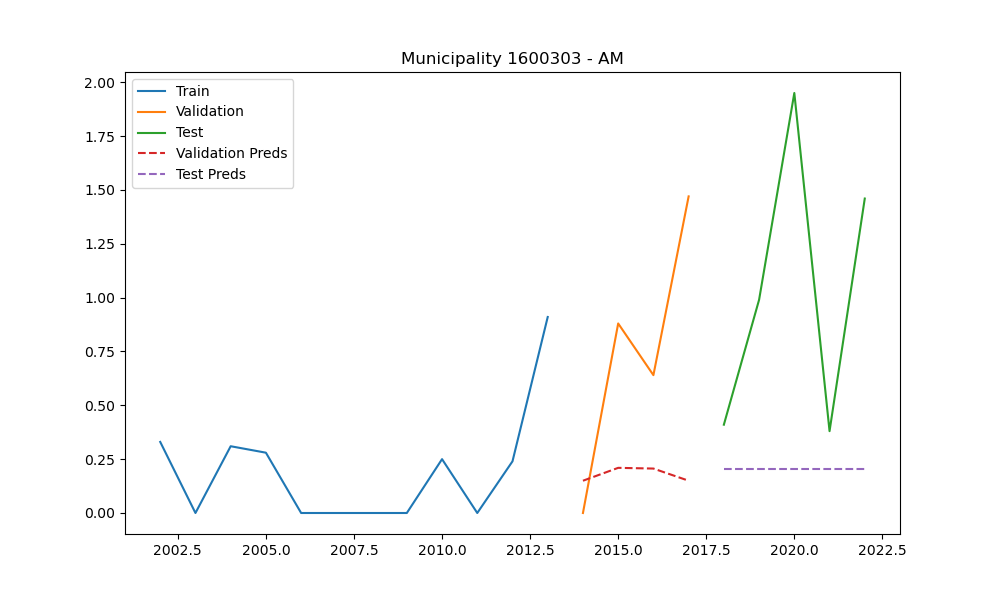 Municipality 1600303 - AM
Train
Validation
Test
Validation Preds
Test Preds
2.00
1.75
1.50
1.25
1.00
0.75
0.50
0.25
0.00
2002.5 2005.0 2007.5 2010.0 2012.5 2015.0 2017.5 2020.0 2022.5